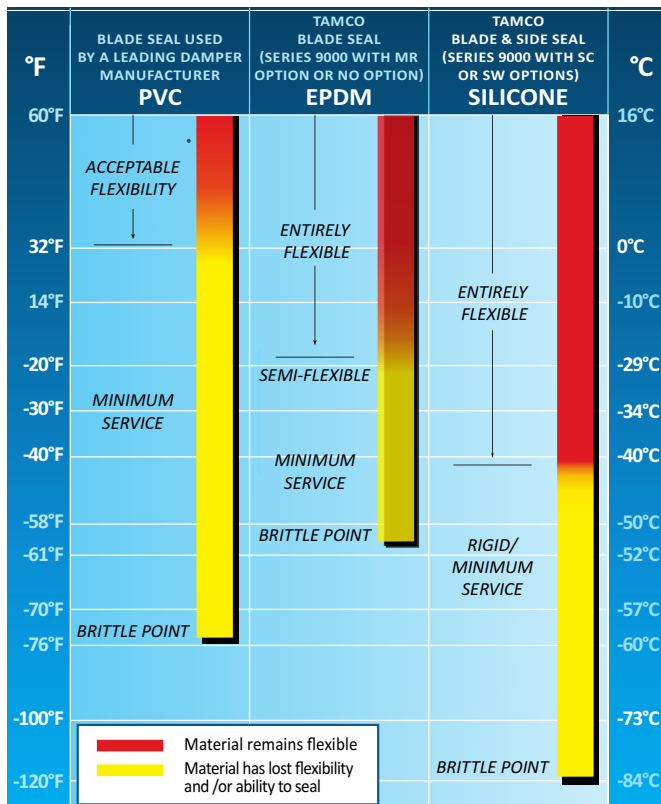 °F
BLADE SEAL USED
BY A LEADING DAMPER
MANUFACTURER
PVC
TAMCO
BLADE SEAL
(SERIES 9000 WITH MR
OPTION OR NO OPTION)
EPDM
TAMCO
BLADE & SIDE SEAL
(SERIES 9000 WITH SC
OR SW OPTIONS)
SILICONE
°C
60°F
16°C
ACCEPTABLE
FLEXIBILITY
ENTIRELY
FLEXIBLE
32°F
0°C
ENTIRELY
FLEXIBLE
14°F
-10°C
-20°F
SEMI-FLEXIBLE
-29°C
MINIMUM
SERVICE
-30°F
-34°C
-40°F
-40°C
MINIMUM
SERVICE
-58°F
-50°C
BRITTLE POINT
RIGID/
MINIMUM
SERVICE
-61°F
-52°C
-70°F
-57°C
BRITTLE POINT
-76°F
-60°C
-100°F
-73°C
Material remains flexible
Material has lost flexibility
and /or ability to seal
BRITTLE POINT
-120°F
-84°C